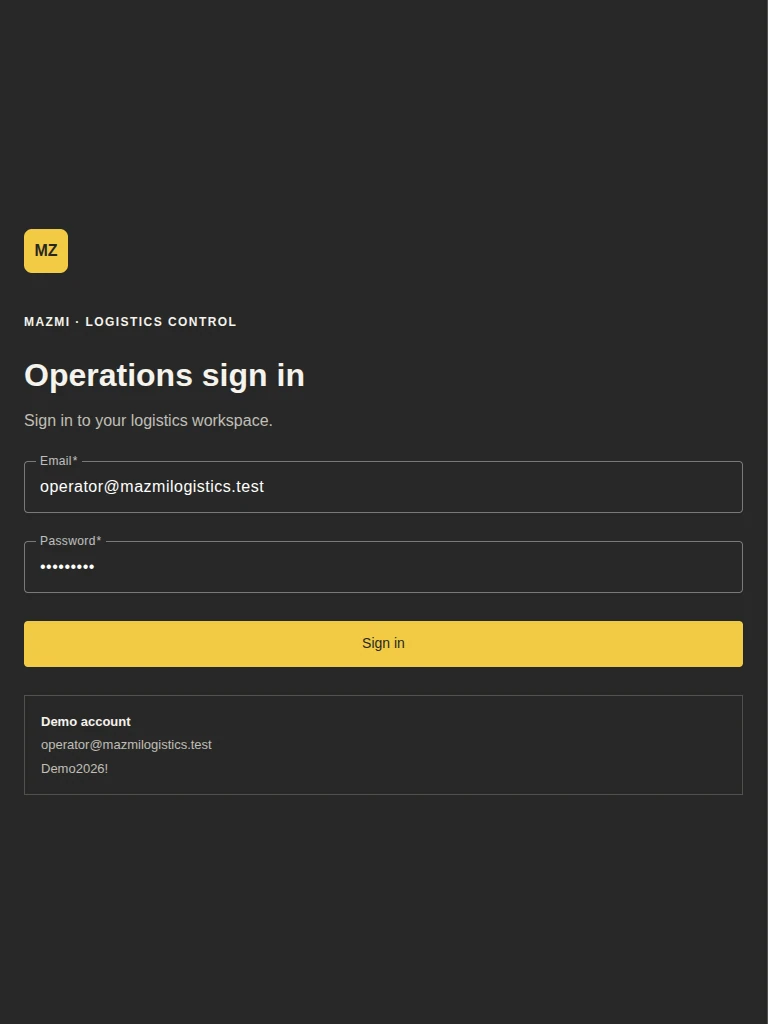 MZ
MAZMI · LOGISTICS CONTROL
Operations sign in
Sign in to your logistics workspace.
Email*
operator@mazmilogistics.test
Password*
•••••••••
Sign in
Demo account
operator@mazmilogistics.test
Demo2026!